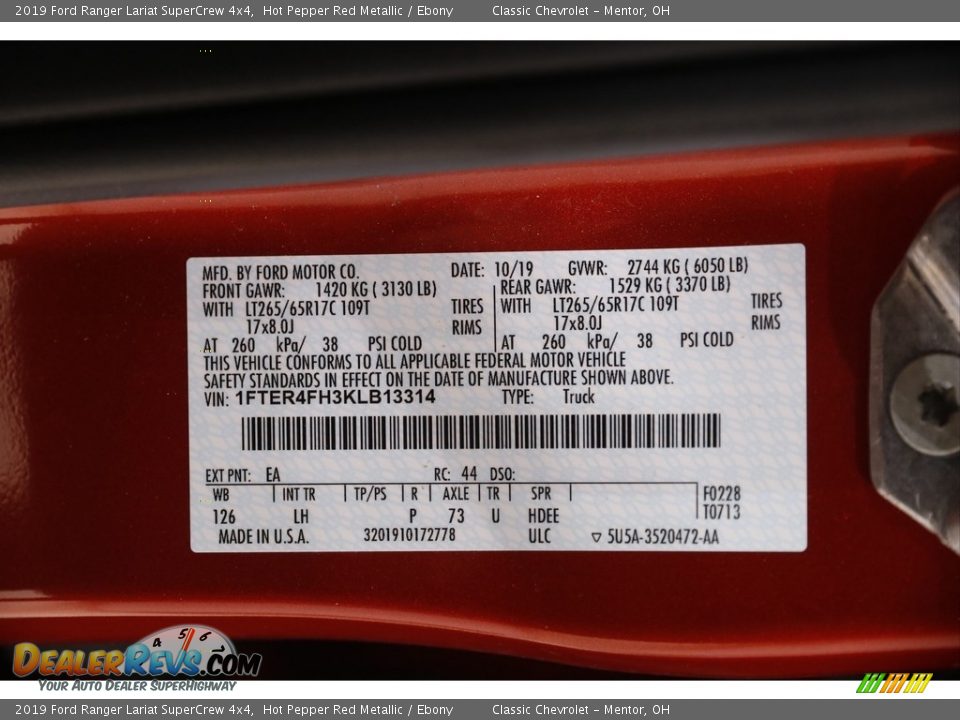 2019 Ford Ranger Lariat SuperCrew 4x4, Hot Pepper Red Metallic / Ebony Classic Chevrolet – Mentor, OH
MFD. BY FORD MOTOR CO. DATE: 10/19 GVWR: 2744 KG ( 6050 LB)
FRONT GAWR: 1420 KG ( 3130 LB) REAR GAWR: 1529 KG ( 3370 LB)
WITH LT265/65R17C 109T TIRES WITH LT265/65R17C 109T TIRES
17x8.0J RIMS 17x8.0J RIMS
AT 260 kPa/ 38 PSI COLD AT 260 kPa/ 38 PSI COLD
THIS VEHICLE CONFORMS TO ALL APPLICABLE FEDERAL MOTOR VEHICLE
SAFETY STANDARDS IN EFFECT ON THE DATE OF MANUFACTURE SHOWN ABOVE.
VIN: 1FTER4FH3KLB13314 TYPE: Truck
EXT PNT: EA RC: 44 DSO:
WB INT TR TP/PS R AXLE TR SPR F0228
126 LH P 73 U HDEE T0713
MADE IN U.S.A. 3201910172778 ULC ▽ 5U5A-3520472-AA
4 5 6
DEALERREVS.COM
YOUR AUTO DEALER SUPERHIGHWAY
2019 Ford Ranger Lariat SuperCrew 4x4, Hot Pepper Red Metallic / Ebony Classic Chevrolet – Mentor, OH